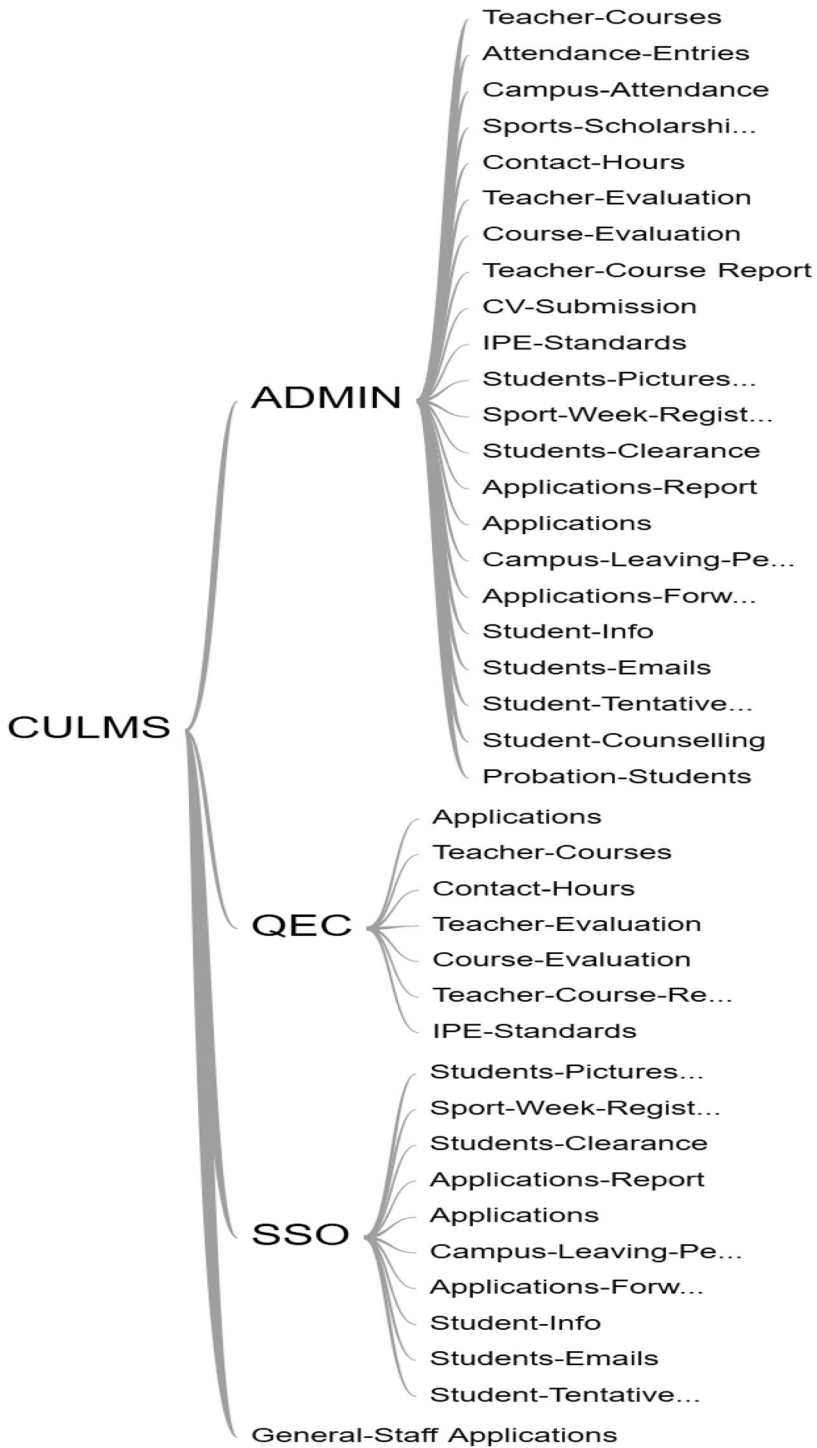 CULMS
ADMIN
Teacher-Courses
Attendance-Entries
Campus-Attendance
Sports-Scholarshi...
Contact-Hours
Teacher-Evaluation
Course-Evaluation
Teacher-Course Report
CV-Submission
IPE-Standards
Students-Pictures...
Sport-Week-Regist...
Students-Clearance
Applications-Report
Applications
Campus-Leaving-Pe...
Applications-Forw...
Student-Info
Students-Emails
Student-Tentative...
Student-Counselling
Probation-Students
QEC
Applications
Teacher-Courses
Contact-Hours
Teacher-Evaluation
Course-Evaluation
Teacher-Course-Re...
IPE-Standards
SSO
Students-Pictures...
Sport-Week-Regist...
Students-Clearance
Applications-Report
Applications
Campus-Leaving-Pe...
Applications-Forw...
Student-Info
Students-Emails
Student-Tentative...
General-Staff Applications